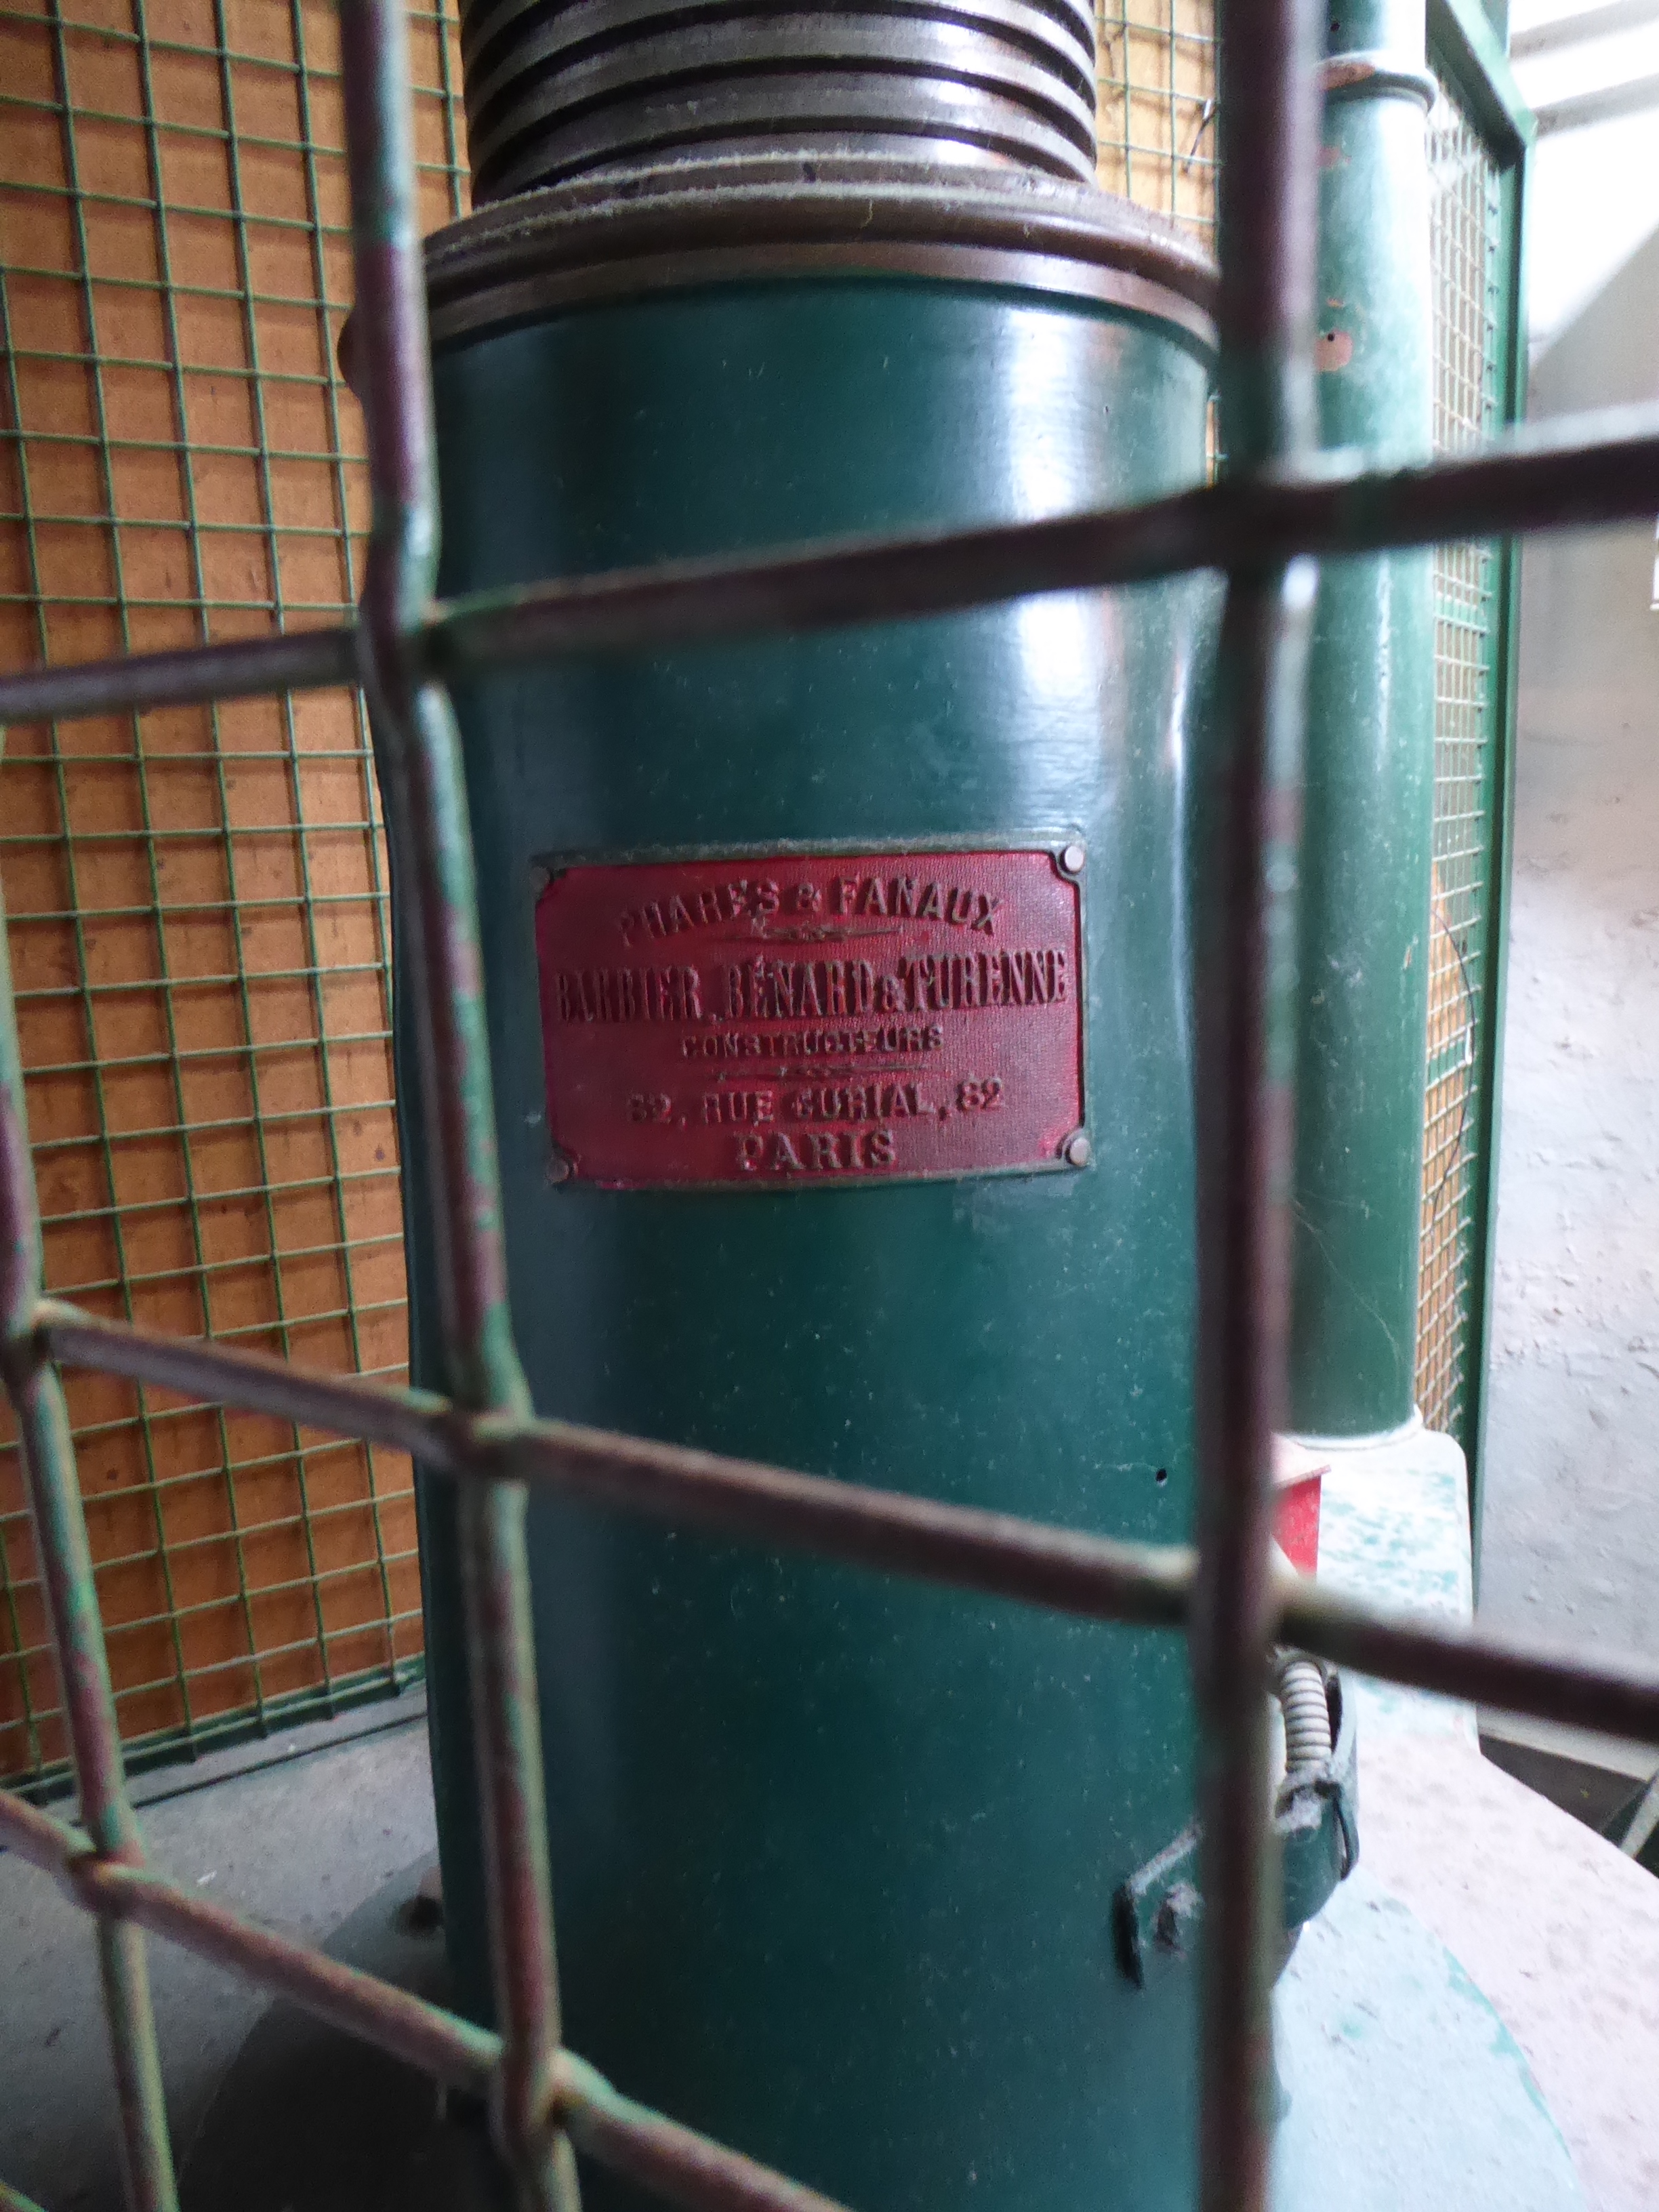 PHARES & FANAUX
BARBIER, BÉNARD & TURENNE
CONSTRUCTEURS
82, RUE CURIAL, 82
PARIS